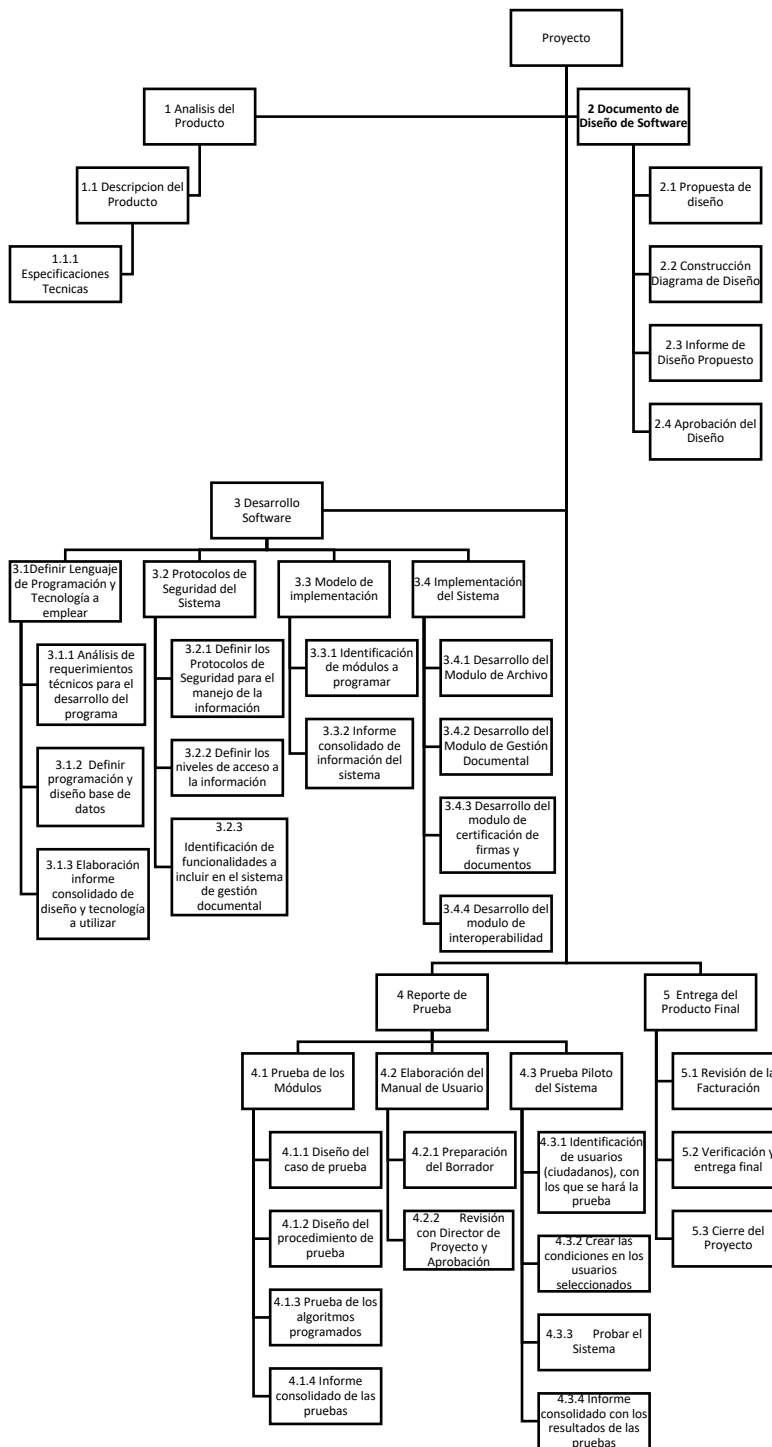 Proyecto
1 Analisis del
Producto
2 Documento de
Diseño de Software
1.1 Descripcion del
Producto
1.1.1
Especificaciones
Tecnicas
2.1 Propuesta de
diseño
2.2 Construcción
Diagrama de Diseño
2.3 Informe de
Diseño Propuesto
2.4 Aprobación del
Diseño
3 Desarrollo
Software
3.1Definir Lenguaje
de Programación y
Tecnología a
emplear
3.1.1 Análisis de
requerimientos
técnicos para el
desarrollo del
programa
3.1.2 Definir
programación y
diseño base de
datos
3.1.3 Elaboración
informe
consolidado de
diseño y tecnología
a utilizar
3.2 Protocolos de
Seguridad del
Sistema
3.2.1 Definir los
Protocolos de
Seguridad para el
manejo de la
información
3.2.2 Definir los
niveles de acceso a
la información
3.2.3
Identificación de
funcionalidades a
incluir en el sistema
de gestión
documental
3.3 Modelo de
implementación
3.3.1 Identificación
de módulos a
programar
3.3.2 Informe
consolidado de
información del
sistema
3.4 Implementación
del Sistema
3.4.1 Desarrollo del
Modulo de Archivo
3.4.2 Desarrollo del
Modulo de Gestión
Documental
3.4.3 Desarrollo del
modulo de
certificación de
firmas y
documentos
3.4.4 Desarrollo del
modulo de
interoperabilidad
4 Reporte de
Prueba
4.1 Prueba de los
Módulos
4.1.1 Diseño del
caso de prueba
4.1.2 Diseño del
procedimiento de
prueba
4.1.3 Prueba de los
algoritmos
programados
4.1.4 Informe
consolidado de las
pruebas
4.2 Elaboración del
Manual de Usuario
4.2.1 Preparación
del Borrador
4.2.2 Revisión
con Director de
Proyecto y
Aprobación
4.3 Prueba Piloto
del Sistema
4.3.1 Identificación
de usuarios
(ciudadanos), con
los que se hará la
prueba
4.3.2 Crear las
condiciones en los
usuarios
seleccionados
4.3.3 Probar el
Sistema
4.3.4 Informe
consolidado con los
resultados de las
pruebas
5 Entrega del
Producto Final
5.1 Revisión de la
Facturación
5.2 Verificación y
entrega final
5.3 Cierre del
Proyecto